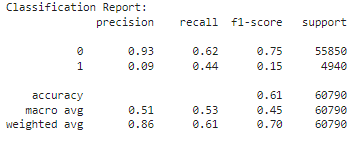 Classification Report:
precision recall f1-score support
0 0.93 0.62 0.75 55850
1 0.09 0.44 0.15 4940
accuracy 0.61 60790
macro avg 0.51 0.53 0.45 60790
weighted avg 0.86 0.61 0.70 60790